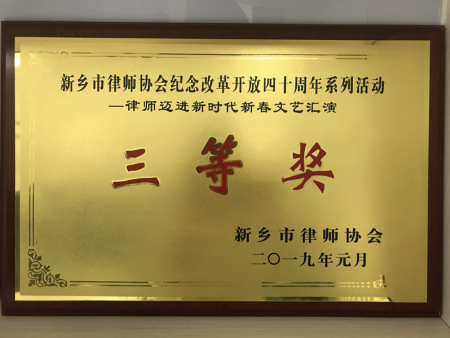 新乡市律师协会纪念改革开放四十周年系列活动
—律师迈进新时代新春文艺汇演
三等奖
新乡市律师协会
二〇一九年元月